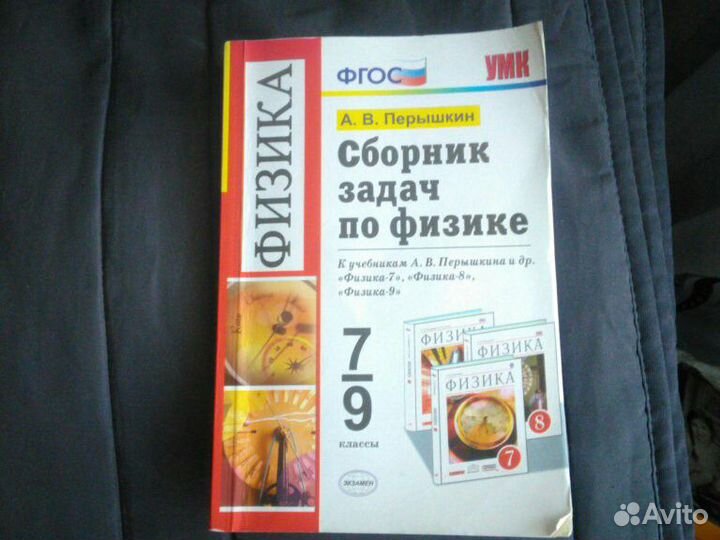 ФИЗИКА
ФГОС
УМК
А. В. Перышкин
Сборник
задач
по физике
К учебникам А. В. Перышкина и др.
«Физика-7», «Физика-8»,
«Физика-9»
7
9
классы
ЭКЗАМЕН
ФИЗИКА
ФИЗИКА
8
ФИЗИКА
7
Avito